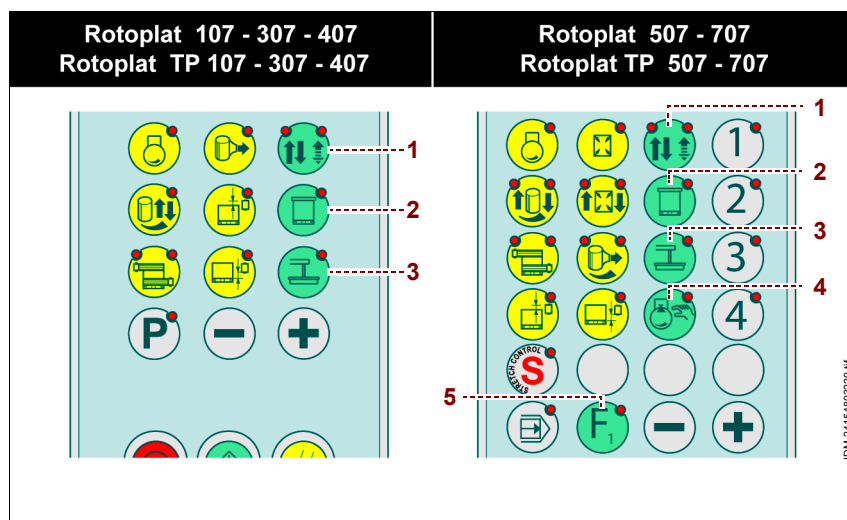 Rotoplat 107 - 307 - 407
Rotoplat TP 107 - 307 - 407
Rotoplat 507 - 707
Rotoplat TP 507 - 707
1
2
3
P
1
2
3
4
5
1
2
3
4
STRETCH CONTROL
S
F1